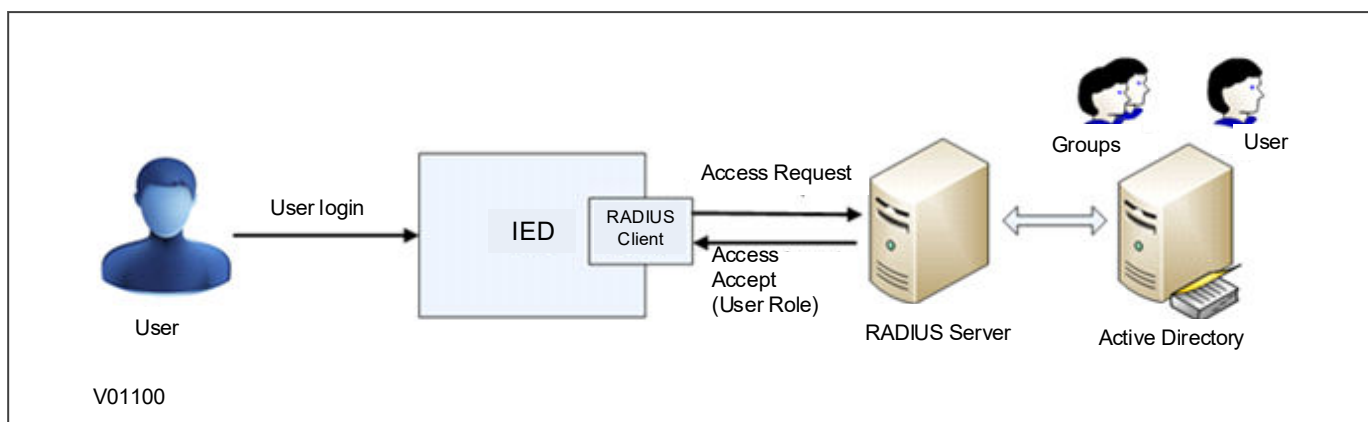 Groups
User
Access Request
User login
IED
RADIUS
Client
Access
Accept
(User Role)
User
RADIUS Server
Active Directory
V01100